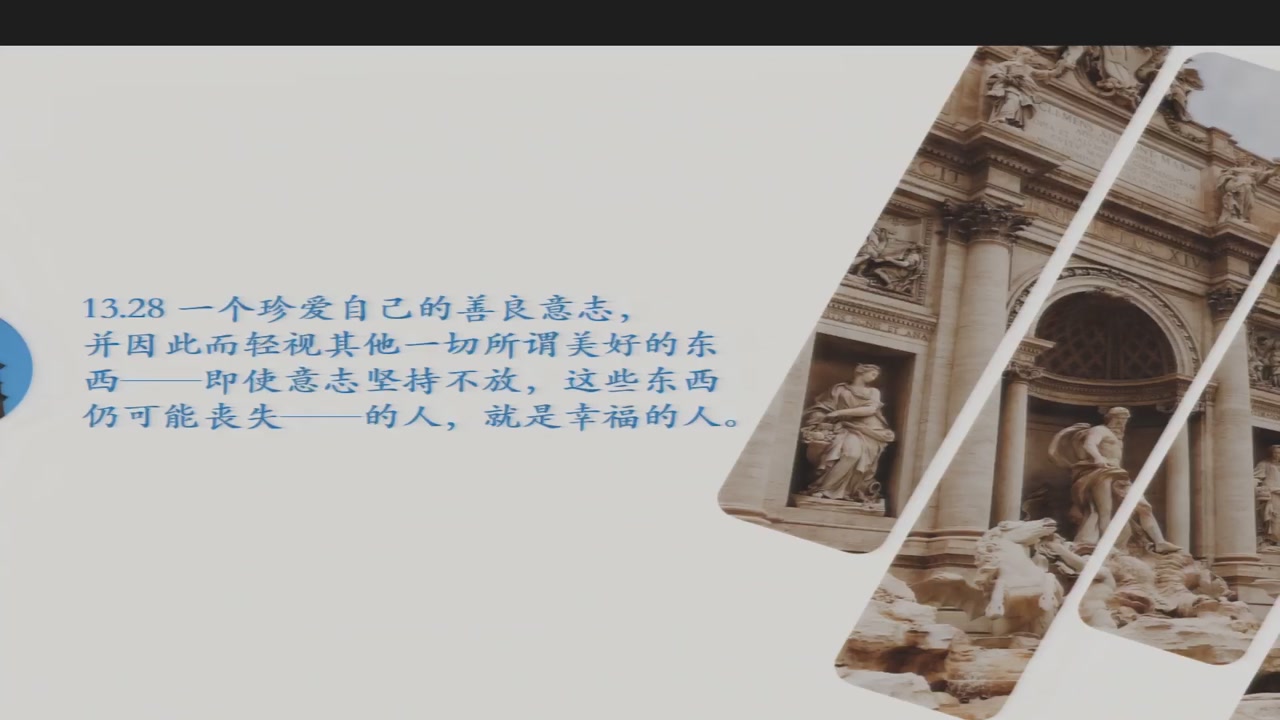 13.28 一个珍爱自己的善良意志，
并因此而轻视其他一切所谓美好的东
西——即使意志坚持不放，这些东西
仍可能丧失——的人，就是幸福的人。